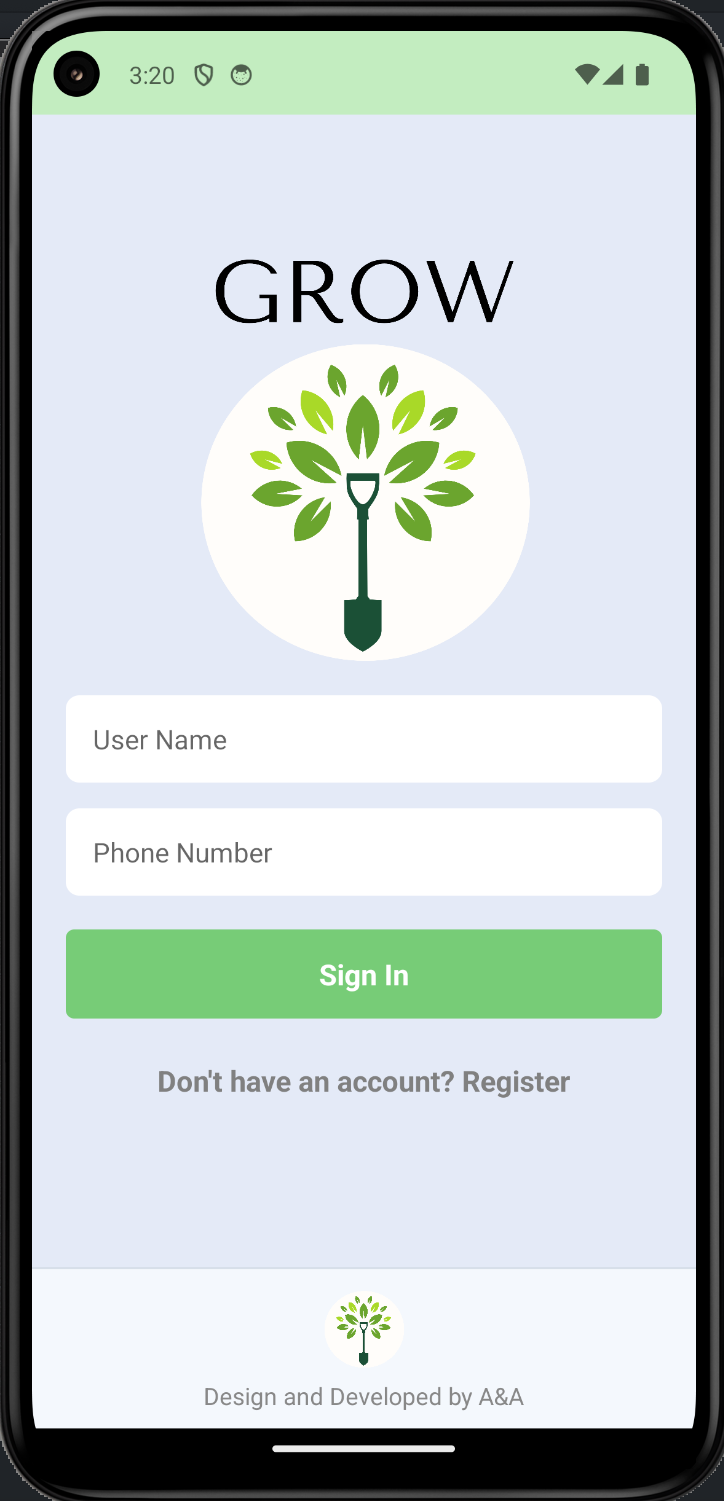 3:20
GROW
User Name
Phone Number
Sign In
Don't have an account? Register
Design and Developed by A&A